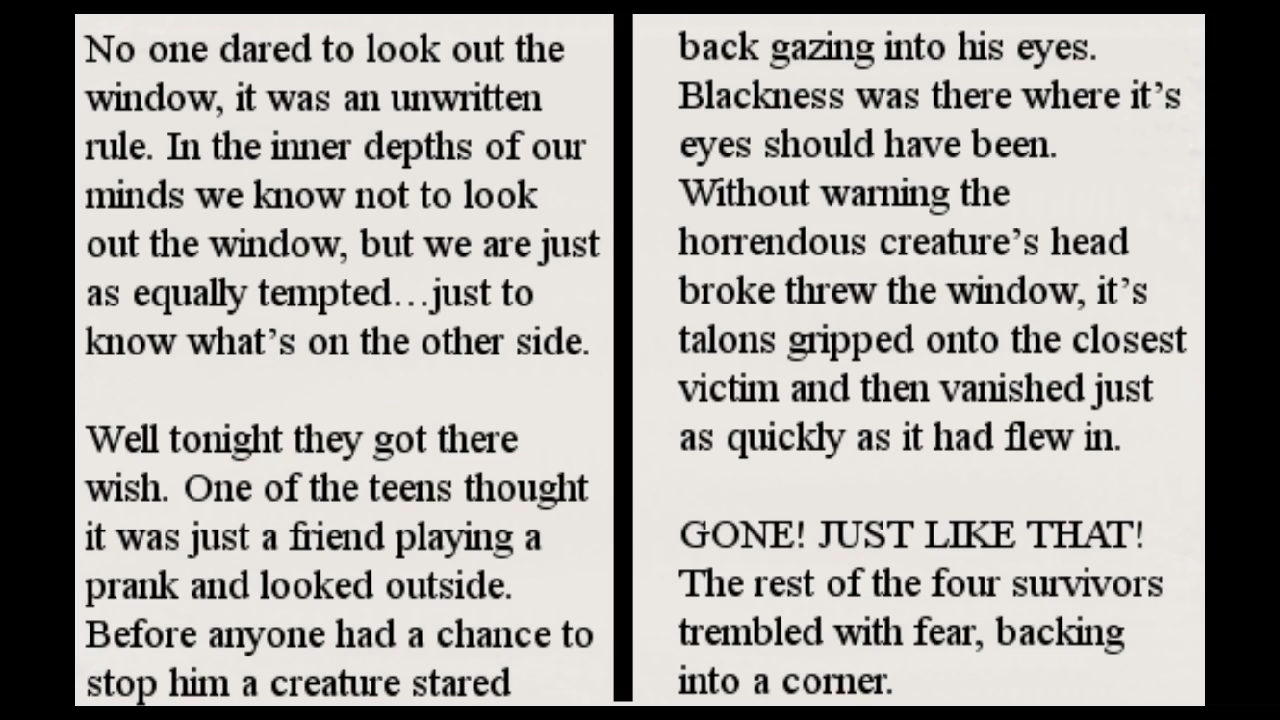 No one dared to look out the
window, it was an unwritten
rule. In the inner depths of our
minds we know not to look
out the window, but we are just
as equally tempted…just to
know what’s on the other side.
Well tonight they got there
wish. One of the teens thought
it was just a friend playing a
prank and looked outside.
Before anyone had a chance to
stop him a creature stared
back gazing into his eyes.
Blackness was there where it’s
eyes should have been.
Without warning the
horrendous creature’s head
broke threw the window, it’s
talons gripped onto the closest
victim and then vanished just
as quickly as it had flew in.
GONE! JUST LIKE THAT!
The rest of the four survivors
trembled with fear, backing
into a corner.